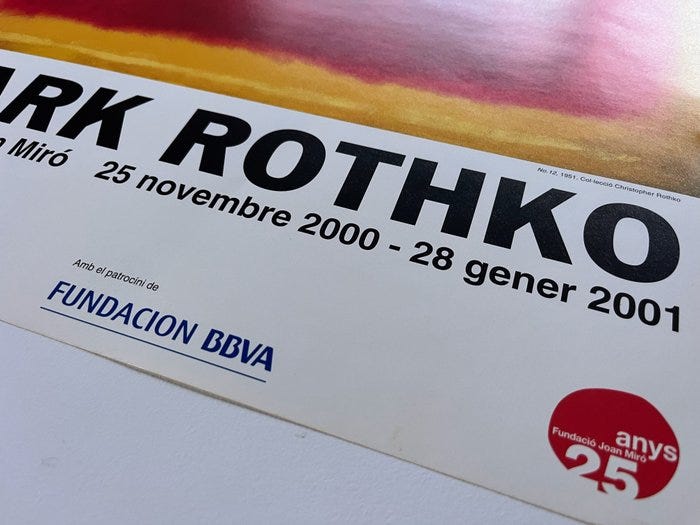 ARK ROTHKO
No.12, 1951. Col·lecció Christopher Rothko
Miró 25 novembre 2000 - 28 gener 2001
Amb el patrocini de
FUNDACION BBVA
anys
Fundació Joan Miró
25